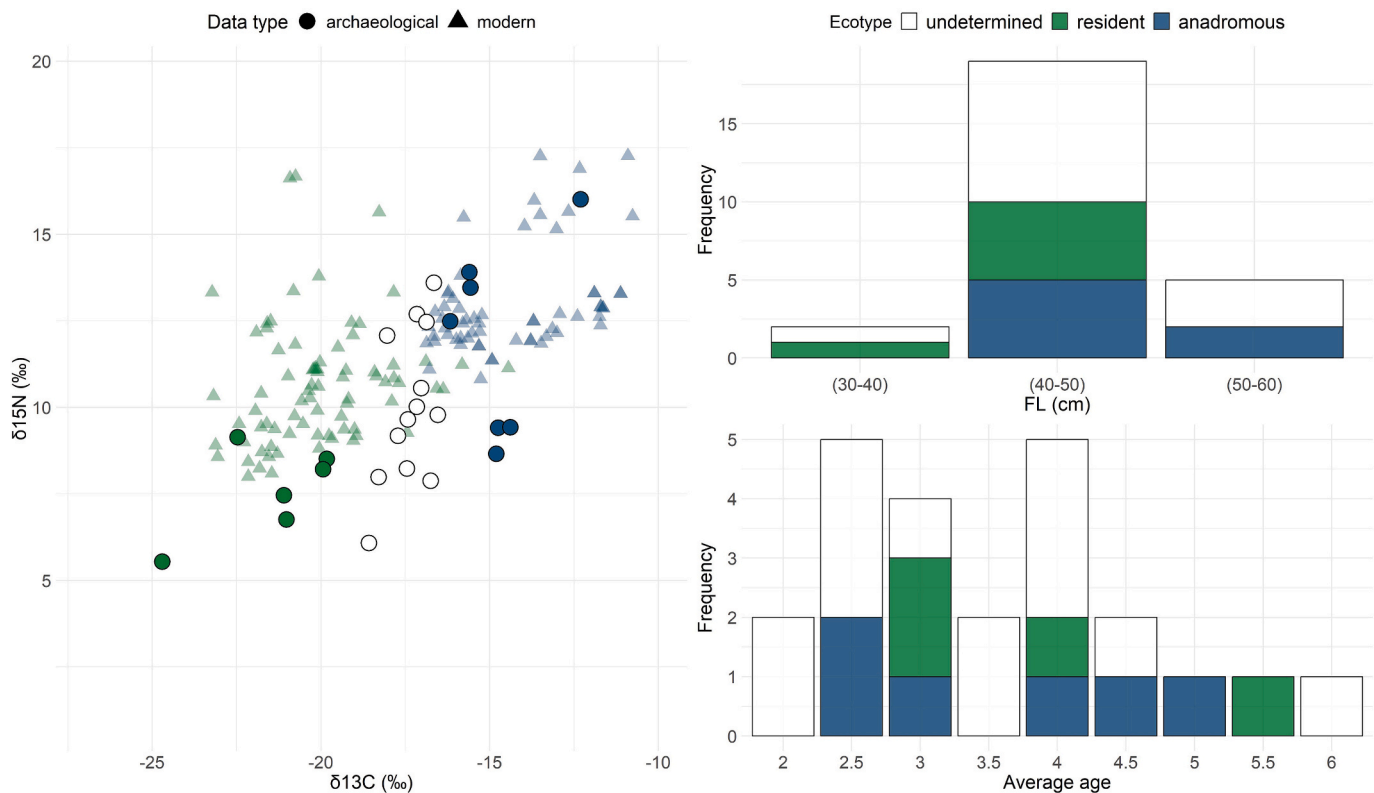 Data type archaeological modern
20
15
10
5
δ15N (‰)
-25 -20 -15 -10
δ13C (‰)
Ecotype undetermined resident anadromous
15
10
5
0
Frequency
(30-40) (40-50) (50-60)
FL (cm)
5
4
3
2
1
0
Frequency
2 2.5 3 3.5 4 4.5 5 5.5 6
Average age